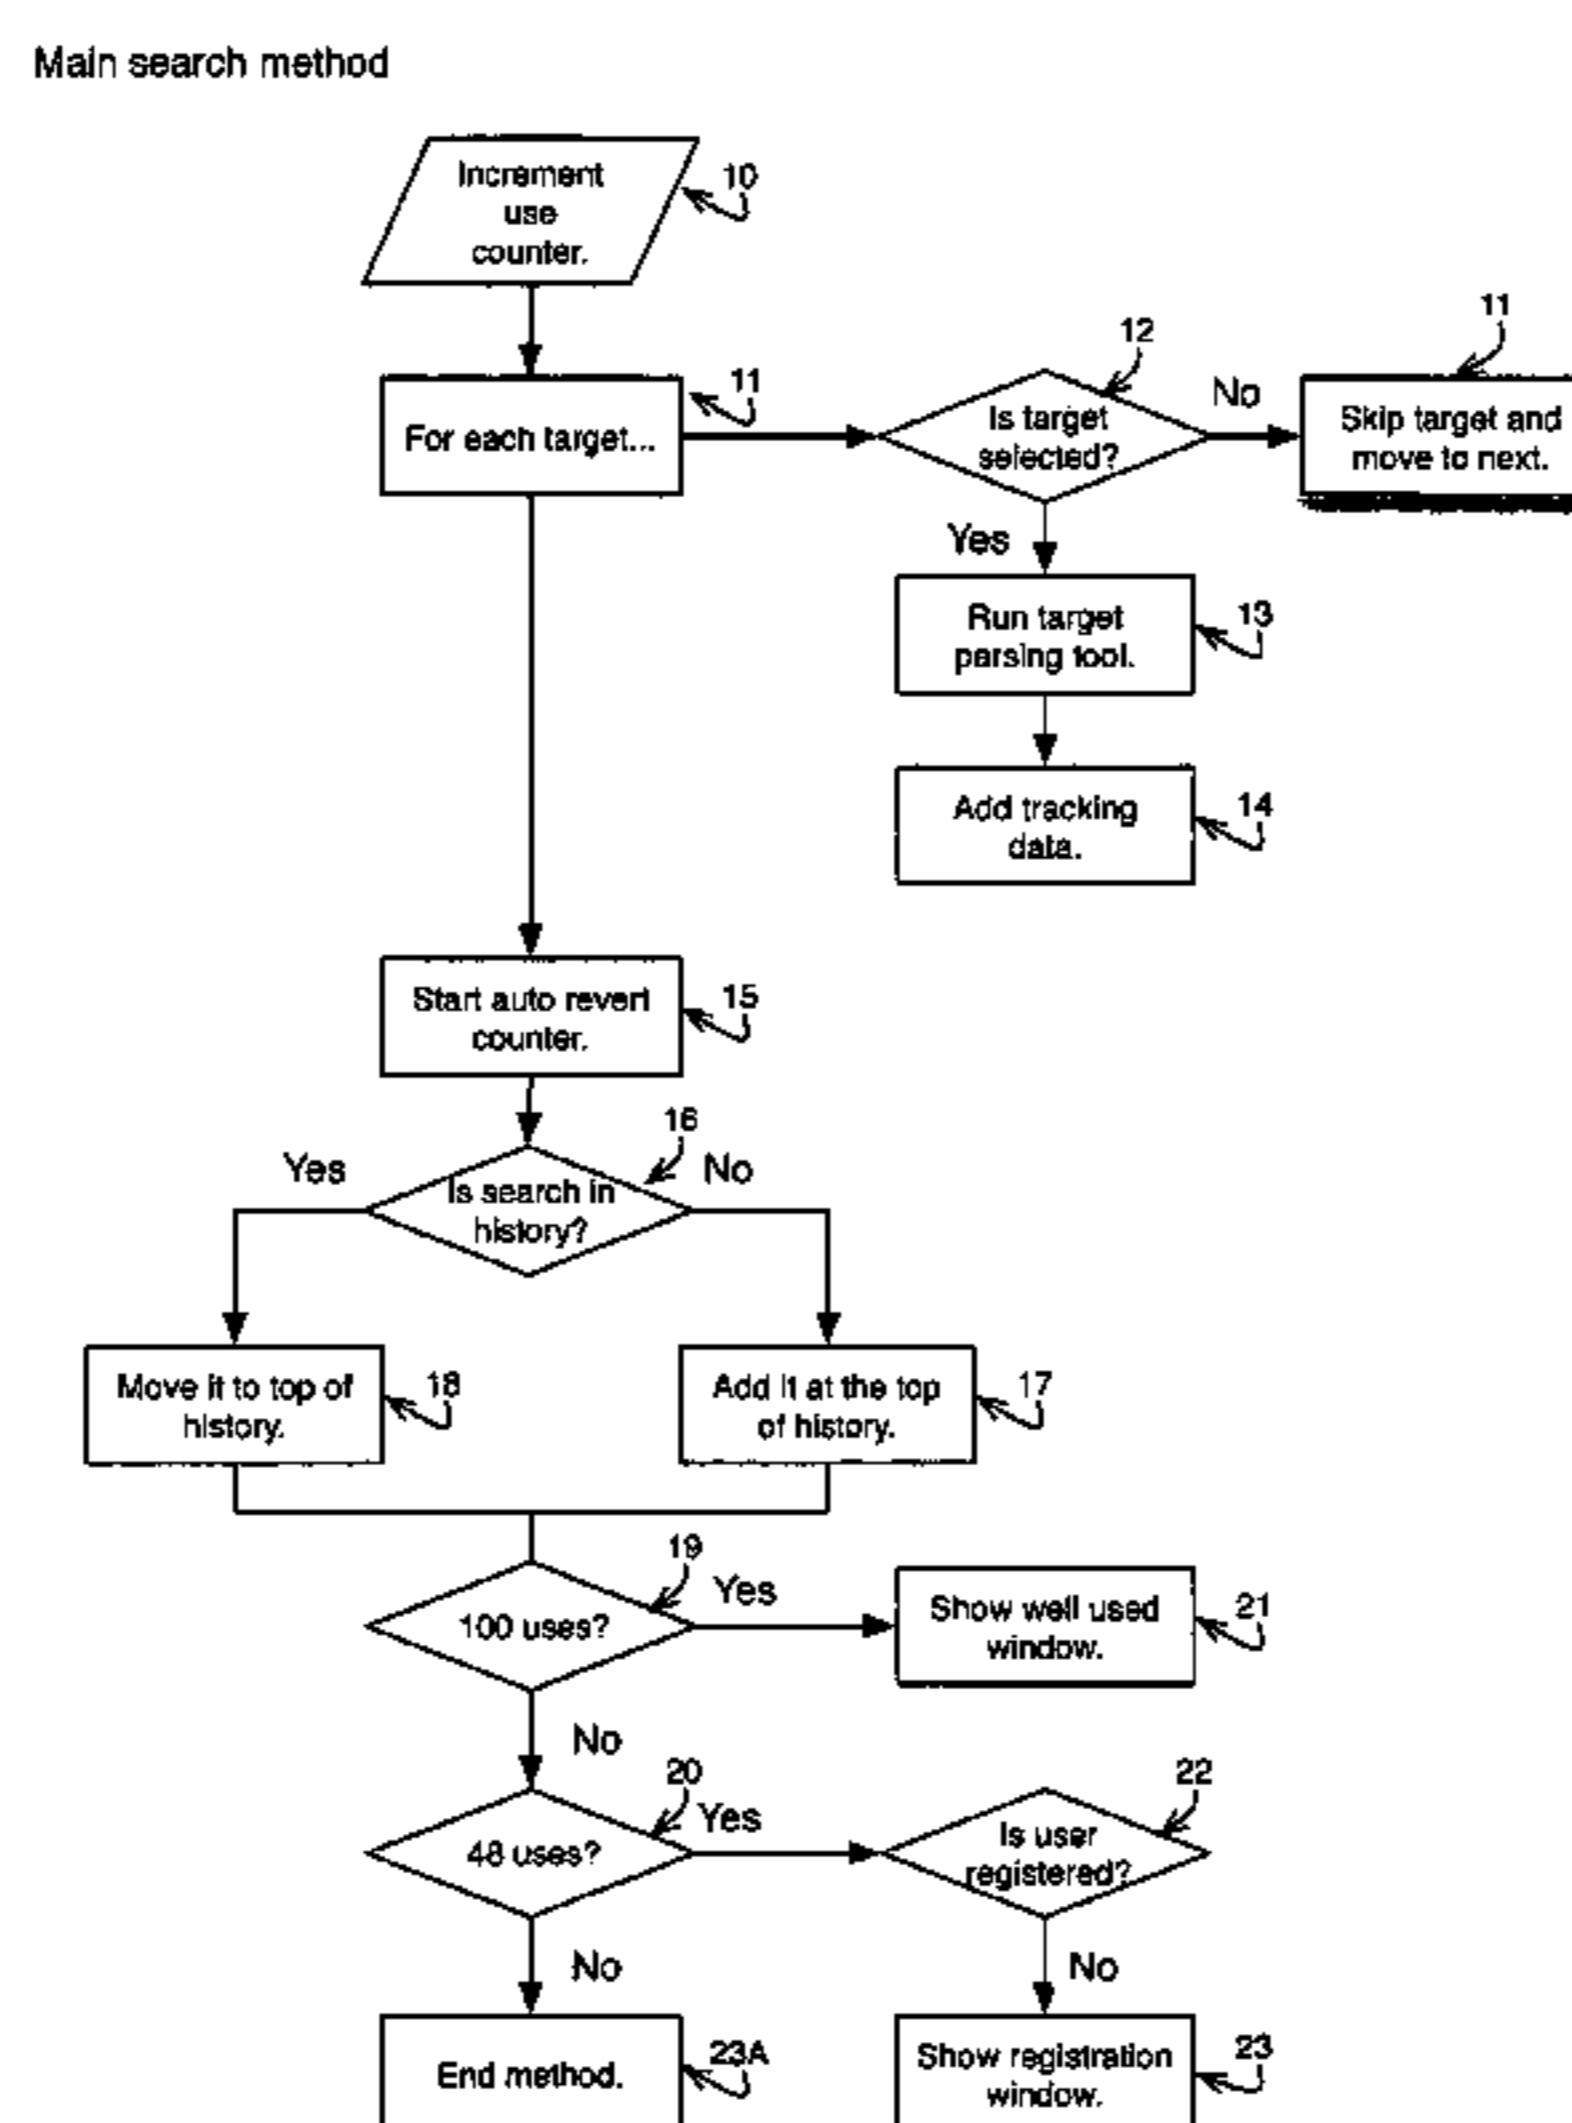 Main search method
Increment
use
counter.
10
For each target...
11
Is target
selected?
12
No
Skip target and
move to next.
11
Yes
Run target
parsing tool.
13
Add tracking
data.
14
Start auto revert
counter.
15
Is search in
history?
16
Yes
No
Move it to top of
history.
18
Add it at the top
of history.
17
100 uses?
19
Yes
Show well used
window.
21
No
48 uses?
20
Yes
Is user
registered?
22
No
No
End method.
23A
Show registration
window.
23